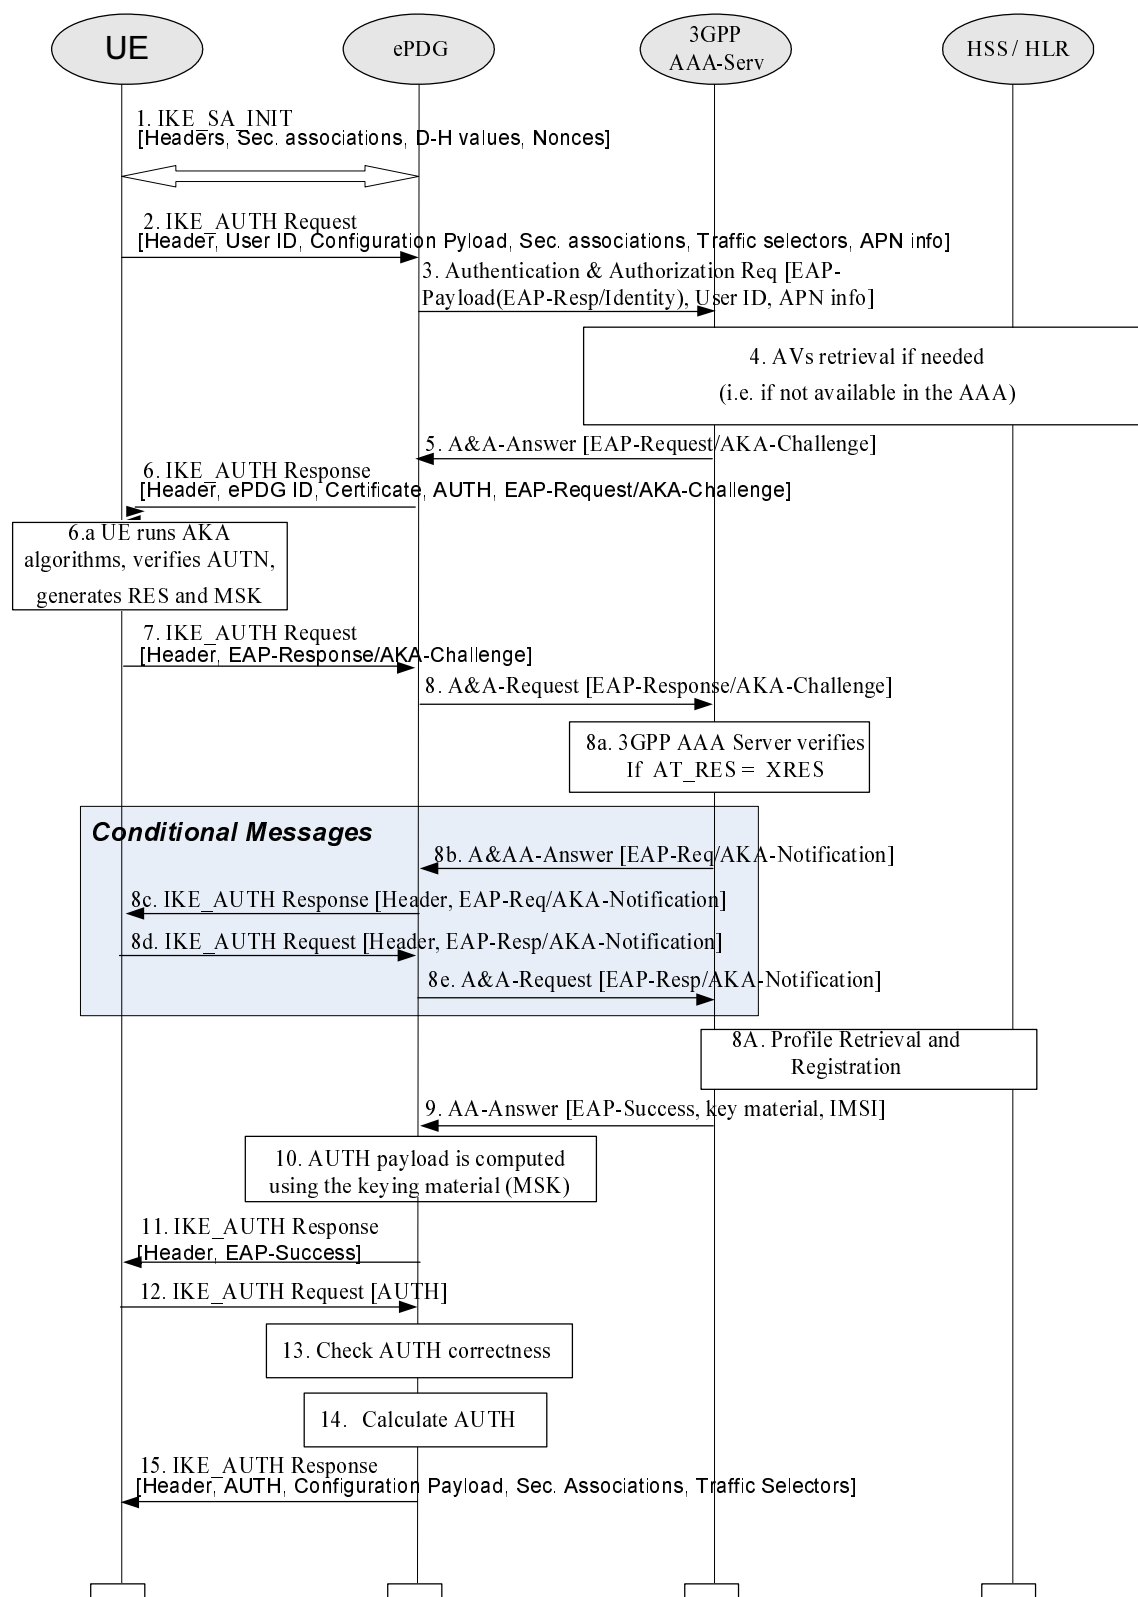 UE
ePDG
3GPP
AAA-Serv
HSS / HLR
1. IKE_SA_INIT
[Headers, Sec. associations, D-H values, Nonces]
2. IKE_AUTH Request
[Header, User ID, Configuration Pyload, Sec. associations, Traffic selectors, APN info]
3. Authentication & Authorization Req [EAP-
Payload(EAP-Resp/Identity), User ID, APN info]
4. AVs retrieval if needed
(i.e. if not available in the AAA)
5. A&A-Answer [EAP-Request/AKA-Challenge]
6. IKE_AUTH Response
[Header, ePDG ID, Certificate, AUTH, EAP-Request/AKA-Challenge]
6.a UE runs AKA
algorithms, verifies AUTN,
generates RES and MSK
7. IKE_AUTH Request
[Header, EAP-Response/AKA-Challenge]
8. A&A-Request [EAP-Response/AKA-Challenge]
8a. 3GPP AAA Server verifies
If AT_RES = XRES
Conditional Messages
8b. A&AA-Answer [EAP-Req/AKA-Notification]
8c. IKE_AUTH Response [Header, EAP-Req/AKA-Notification]
8d. IKE_AUTH Request [Header, EAP-Resp/AKA-Notification]
8e. A&A-Request [EAP-Resp/AKA-Notification]
8A. Profile Retrieval and
Registration
9. AA-Answer [EAP-Success, key material, IMSI]
10. AUTH payload is computed
using the keying material (MSK)
11. IKE_AUTH Response
[Header, EAP-Success]
12. IKE_AUTH Request [AUTH]
13. Check AUTH correctness
14. Calculate AUTH
15. IKE_AUTH Response
[Header, AUTH, Configuration Payload, Sec. Associations, Traffic Selectors]